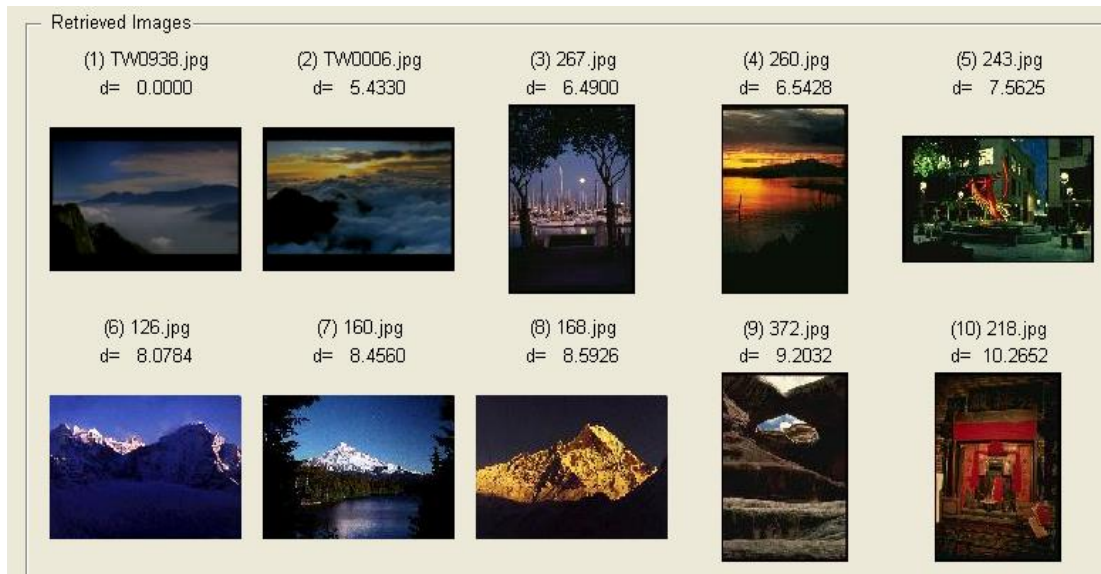 Retrieved Images
(1) TW0938.jpg (2) TW0006.jpg (3) 267.jpg (4) 260.jpg (5) 243.jpg
d= 0.0000 d= 5.4330 d= 6.4900 d= 6.5428 d= 7.5625
(6) 126.jpg (7) 160.jpg (8) 168.jpg (9) 372.jpg (10) 218.jpg
d= 8.0784 d= 8.4560 d= 8.5926 d= 9.2032 d= 10.2652